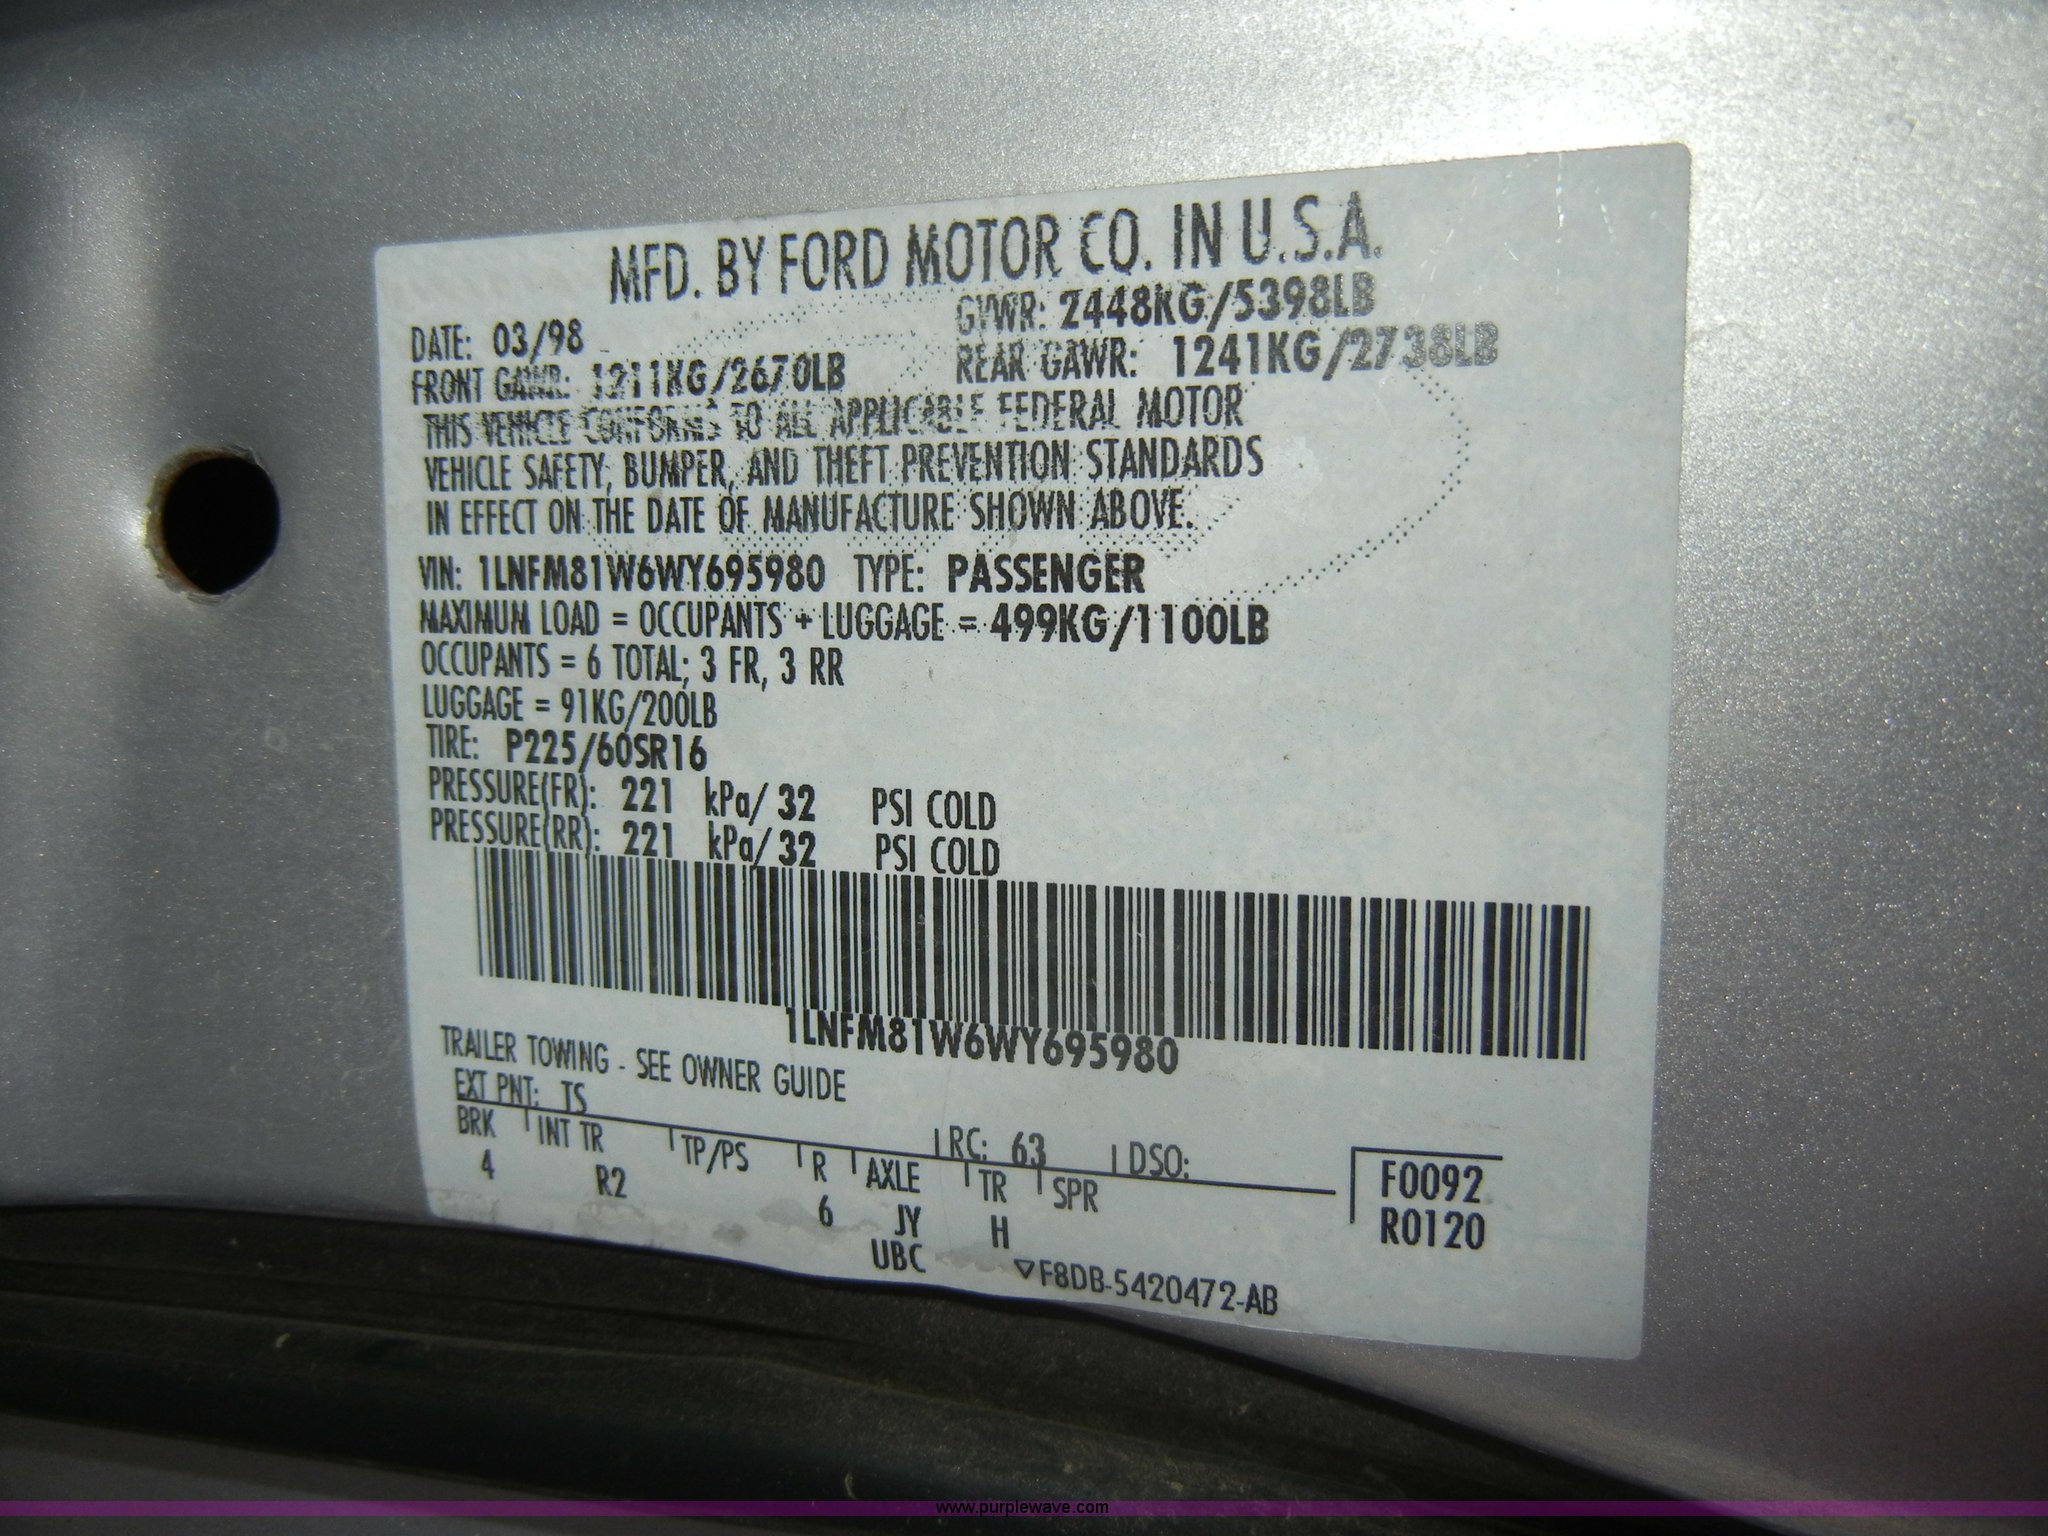 MFD. BY FORD MOTOR CO. IN U.S.A.
DATE: 03/98 GVWR: 2448KG/5398LB
FRONT GAWR: 1211KG/2670LB REAR GAWR: 1241KG/2738LB
THIS VEHICLE CONFORMS TO ALL APPLICABLE FEDERAL MOTOR
VEHICLE SAFETY, BUMPER, AND THEFT PREVENTION STANDARDS
IN EFFECT ON THE DATE OF MANUFACTURE SHOWN ABOVE.
VIN: 1LNFM81W6WY695980 TYPE: PASSENGER
MAXIMUM LOAD = OCCUPANTS + LUGGAGE = 499KG/1100LB
OCCUPANTS = 6 TOTAL; 3 FR, 3 RR
LUGGAGE = 91KG/200LB
TIRE: P225/60SR16
PRESSURE(FR): 221 kPa/ 32 PSI COLD
PRESSURE(RR): 221 kPa/ 32 PSI COLD
1LNFM81W6WY695980
TRAILER TOWING - SEE OWNER GUIDE
EXT PNT: TS RC: 63 DSO:
BRK INT TR TP/PS R AXLE TR SPR
4 R2 6 JY H
UBC
F0092
R0120
▽F8DB-5420472-AB
www.purplewave.com